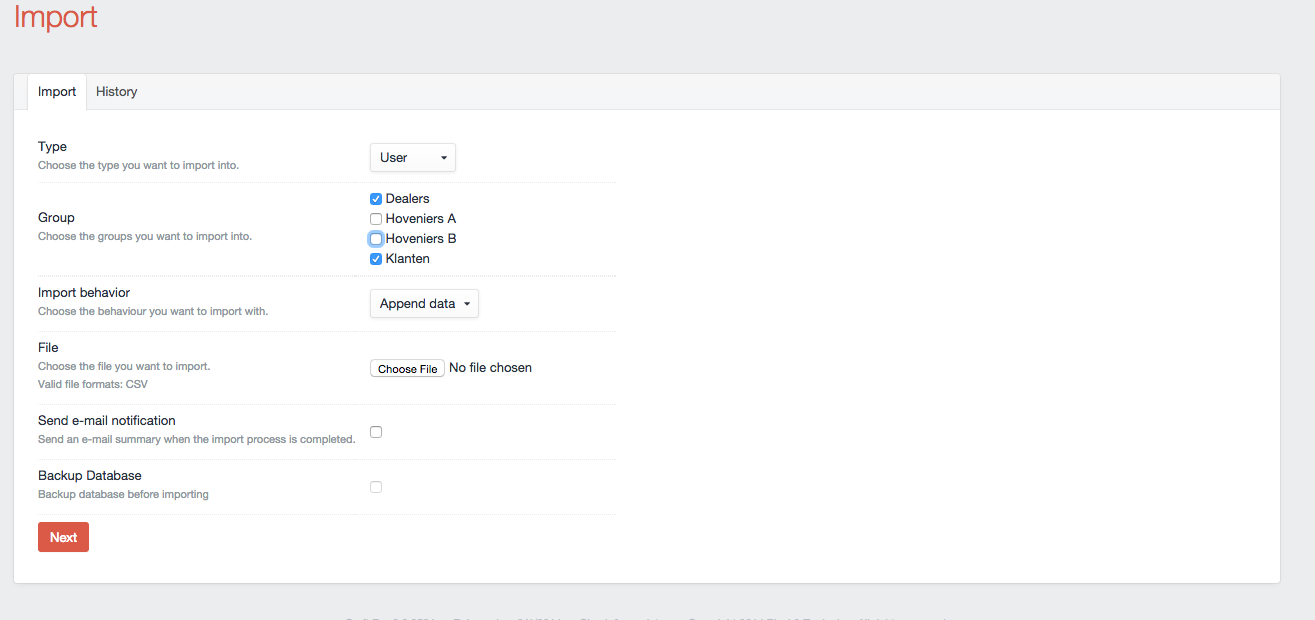 Import
Import History
Type
Choose the type you want to import into.
User
Group
Choose the groups you want to import into.
Dealers
Hoveniers A
Hoveniers B
Klanten
Import behavior
Choose the behaviour you want to import with.
Append data
File
Choose the file you want to import.
Valid file formats: CSV
Choose File No file chosen
Send e-mail notification
Send an e-mail summary when the import process is completed.
Backup Database
Backup database before importing
Next